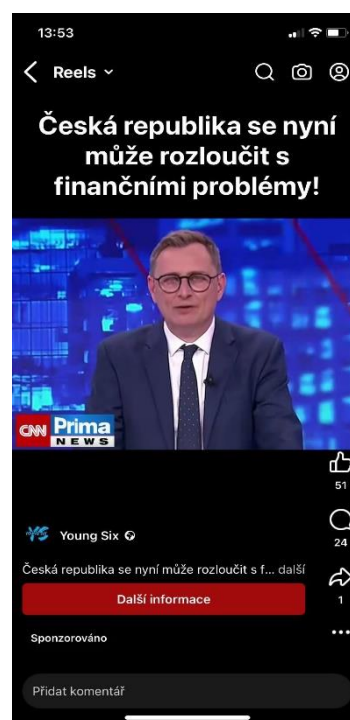 13:53
Reels
Česká republika se nyní
může rozloučit s
finančními problémy!
CNN Prima
NEWS
51
24
YS Young Six
Česká republika se nyní může rozloučit s f... další
1
Další informace
Sponzorováno
Přidat komentář